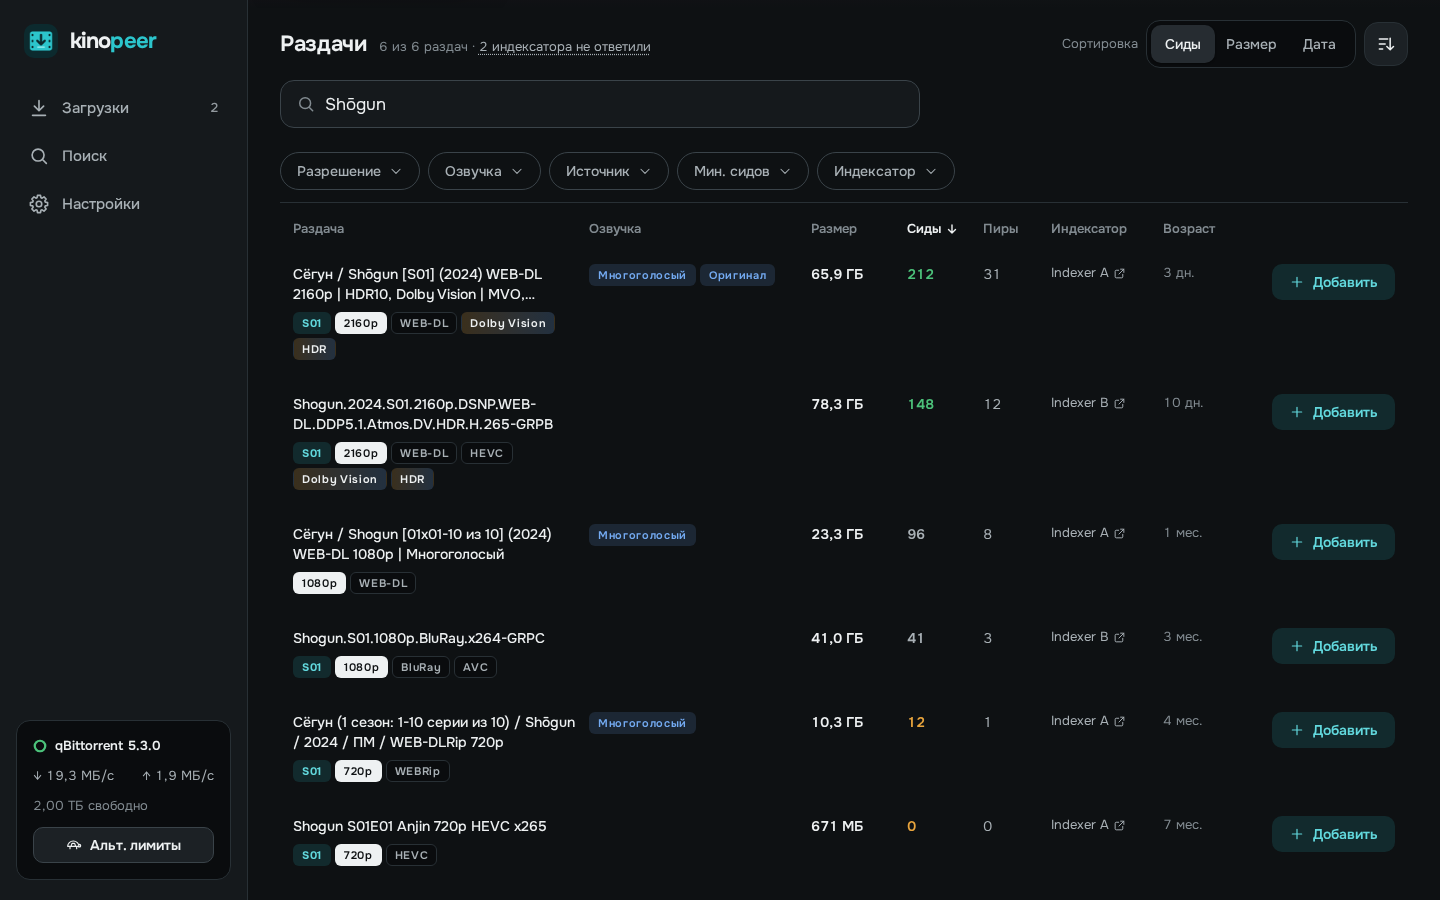 kinopeer
Загрузки 2
Поиск
Настройки
qBittorrent 5.3.0
↓ 19,3 МБ/с ↑ 1,9 МБ/с
2,00 ТБ свободно
Альт. лимиты
Раздачи 6 из 6 раздач · 2 индексатора не ответили
Сортировка Сиды Размер Дата
Shōgun
Разрешение Озвучка Источник Мин. сидов Индексатор
Раздача Озвучка Размер Сиды ↓ Пиры Индексатор Возраст
Сёгун / Shōgun [S01] (2024) WEB-DL Многоголосый Оригинал 65,9 ГБ 212 31 Indexer A 3 дн. + Добавить
2160p | HDR10, Dolby Vision | MVO,...
S01 2160p WEB-DL Dolby Vision
HDR
Shogun.2024.S01.2160p.DSNP.WEB- 78,3 ГБ 148 12 Indexer B 10 дн. + Добавить
DL.DDP5.1.Atmos.DV.HDR.H.265-GRPB
S01 2160p WEB-DL HEVC
Dolby Vision HDR
Сёгун / Shogun [01x01-10 из 10] (2024) Многоголосый 23,3 ГБ 96 8 Indexer A 1 мес. + Добавить
WEB-DL 1080p | Многоголосый
1080p WEB-DL
Shogun.S01.1080p.BluRay.x264-GRPC 41,0 ГБ 41 3 Indexer B 3 мес. + Добавить
S01 1080p BluRay AVC
Сёгун (1 сезон: 1-10 серии из 10) / Shōgun Многоголосый 10,3 ГБ 12 1 Indexer A 4 мес. + Добавить
/ 2024 / ПМ / WEB-DLRip 720p
S01 720p WEBRip
Shogun S01E01 Anjin 720p HEVC x265 671 МБ 0 0 Indexer A 7 мес. + Добавить
S01 720p HEVC